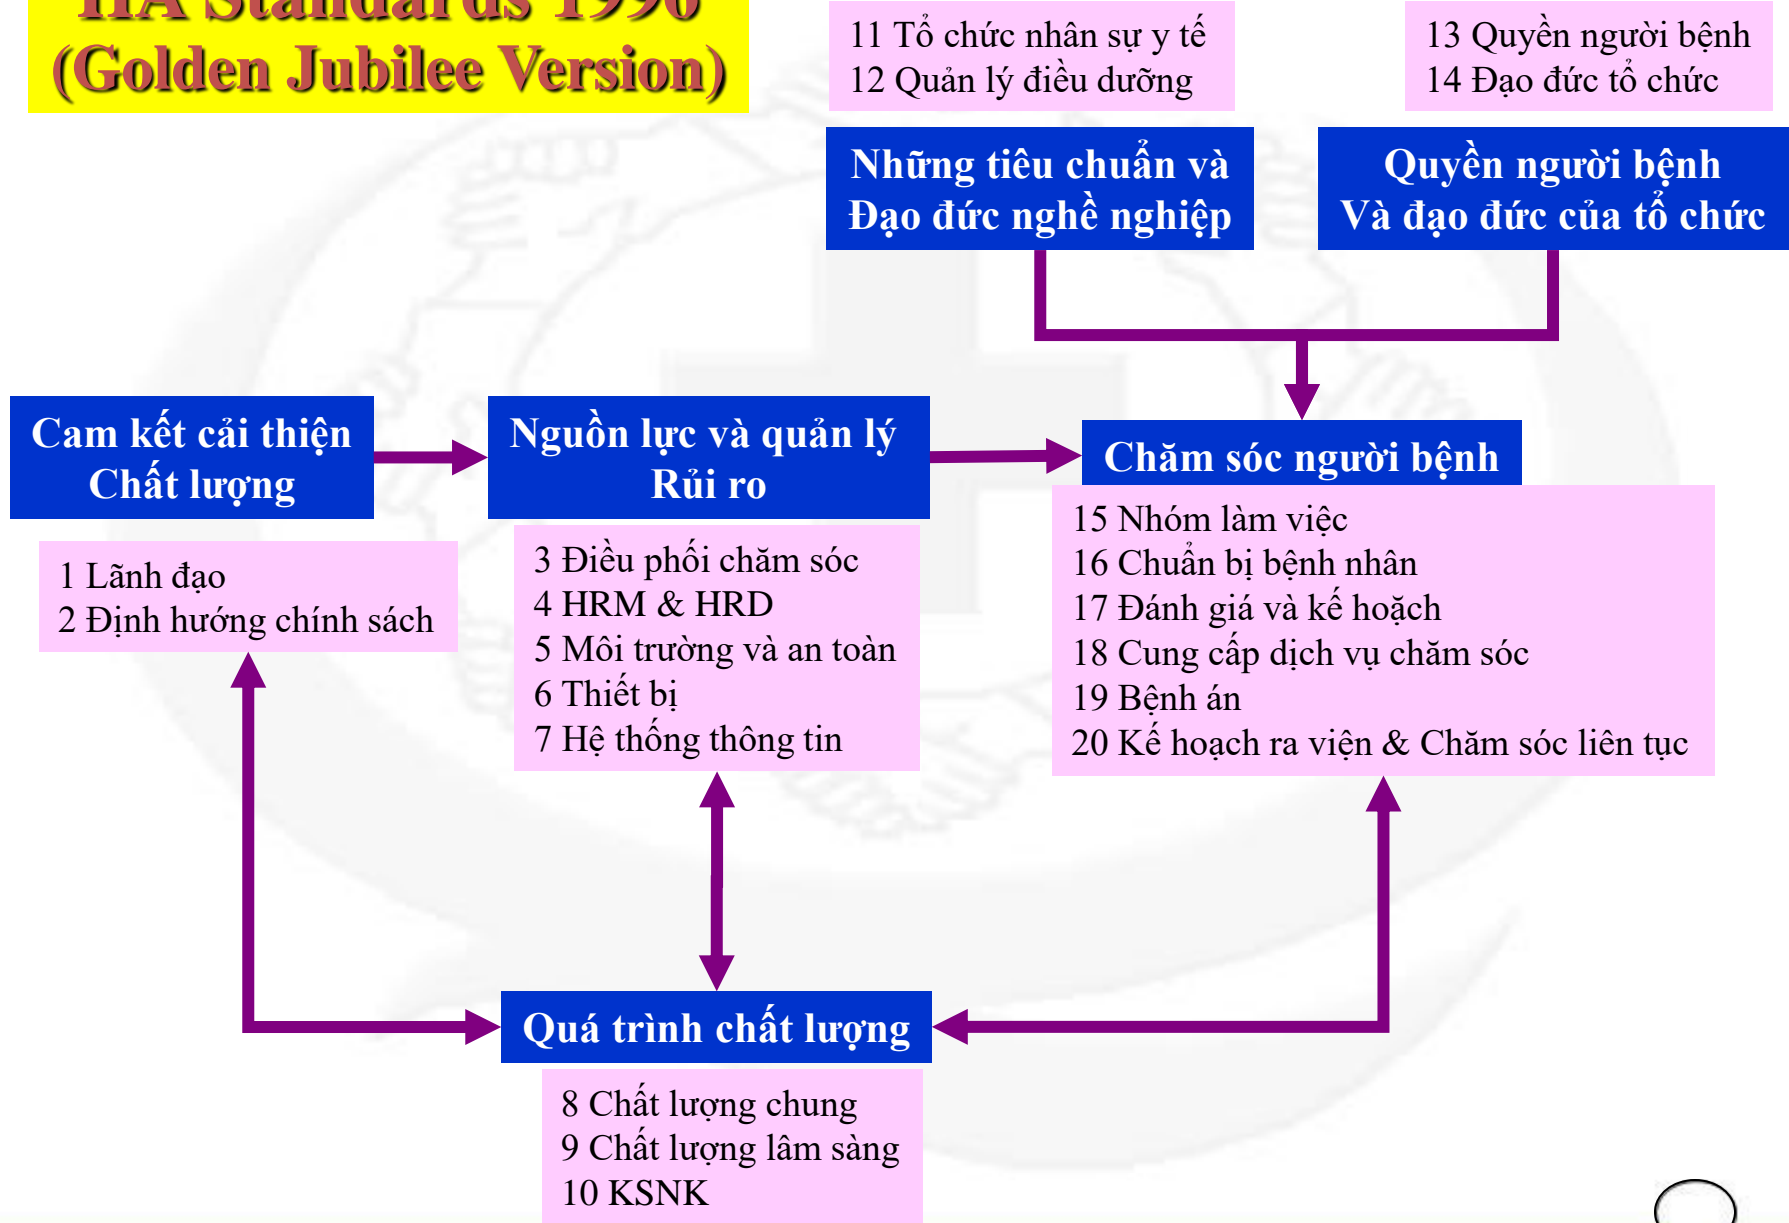 HA Standards 1996
(Golden Jubilee Version)
11 Tổ chức nhân sự y tế
12 Quản lý điều dưỡng
13 Quyền người bệnh
14 Đạo đức tổ chức
Những tiêu chuẩn và
Đạo đức nghề nghiệp
Quyền người bệnh
Và đạo đức của tổ chức
Cam kết cải thiện
Chất lượng
Nguồn lực và quản lý
Rủi ro
Chăm sóc người bệnh
1 Lãnh đạo
2 Định hướng chính sách
3 Điều phối chăm sóc
4 HRM & HRD
5 Môi trường và an toàn
6 Thiết bị
7 Hệ thống thông tin
15 Nhóm làm việc
16 Chuẩn bị bệnh nhân
17 Đánh giá và kế hoặch
18 Cung cấp dịch vụ chăm sóc
19 Bệnh án
20 Kế hoạch ra viện & Chăm sóc liên tục
Quá trình chất lượng
8 Chất lượng chung
9 Chất lượng lâm sàng
10 KSNK